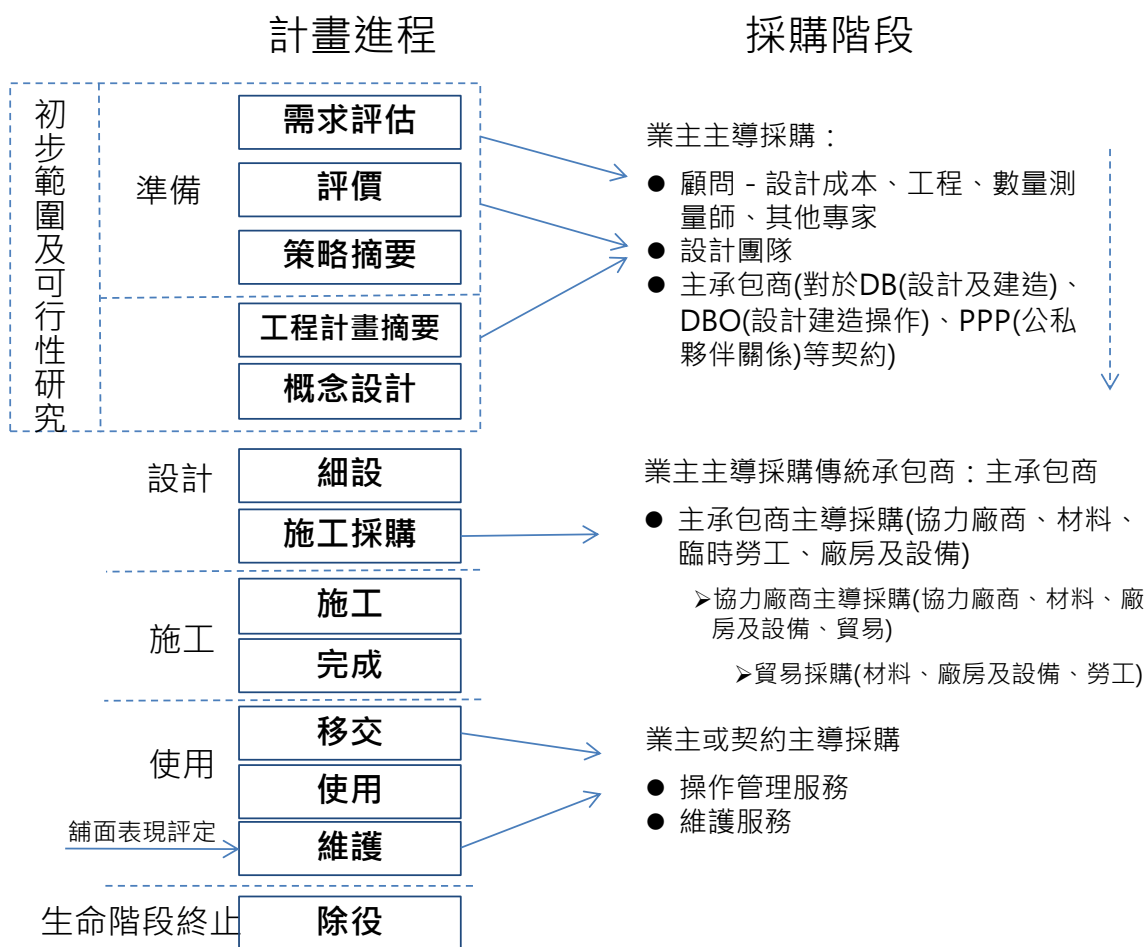 計畫進程
採購階段
初步範圍及可行性研究
準備
需求評估
評價
策略摘要
工程計畫摘要
概念設計
業主主導採購：
● 顧問 - 設計成本、工程、數量測
量師、其他專家
● 設計團隊
● 主承包商(對於DB(設計及建造)、
DBO(設計建造操作)、PPP(公私
夥伴關係)等契約)
設計
細設
施工採購
業主主導採購傳統承包商：主承包商
● 主承包商主導採購(協力廠商、材料、
臨時勞工、廠房及設備)
➢協力廠商主導採購(協力廠商、材料、廠
房及設備、貿易)
➢貿易採購(材料、廠房及設備、勞工)
施工
施工
完成
使用
移交
使用
維護
舖面表現評定
業主或契約主導採購
● 操作管理服務
● 維護服務
生命階段終止
除役